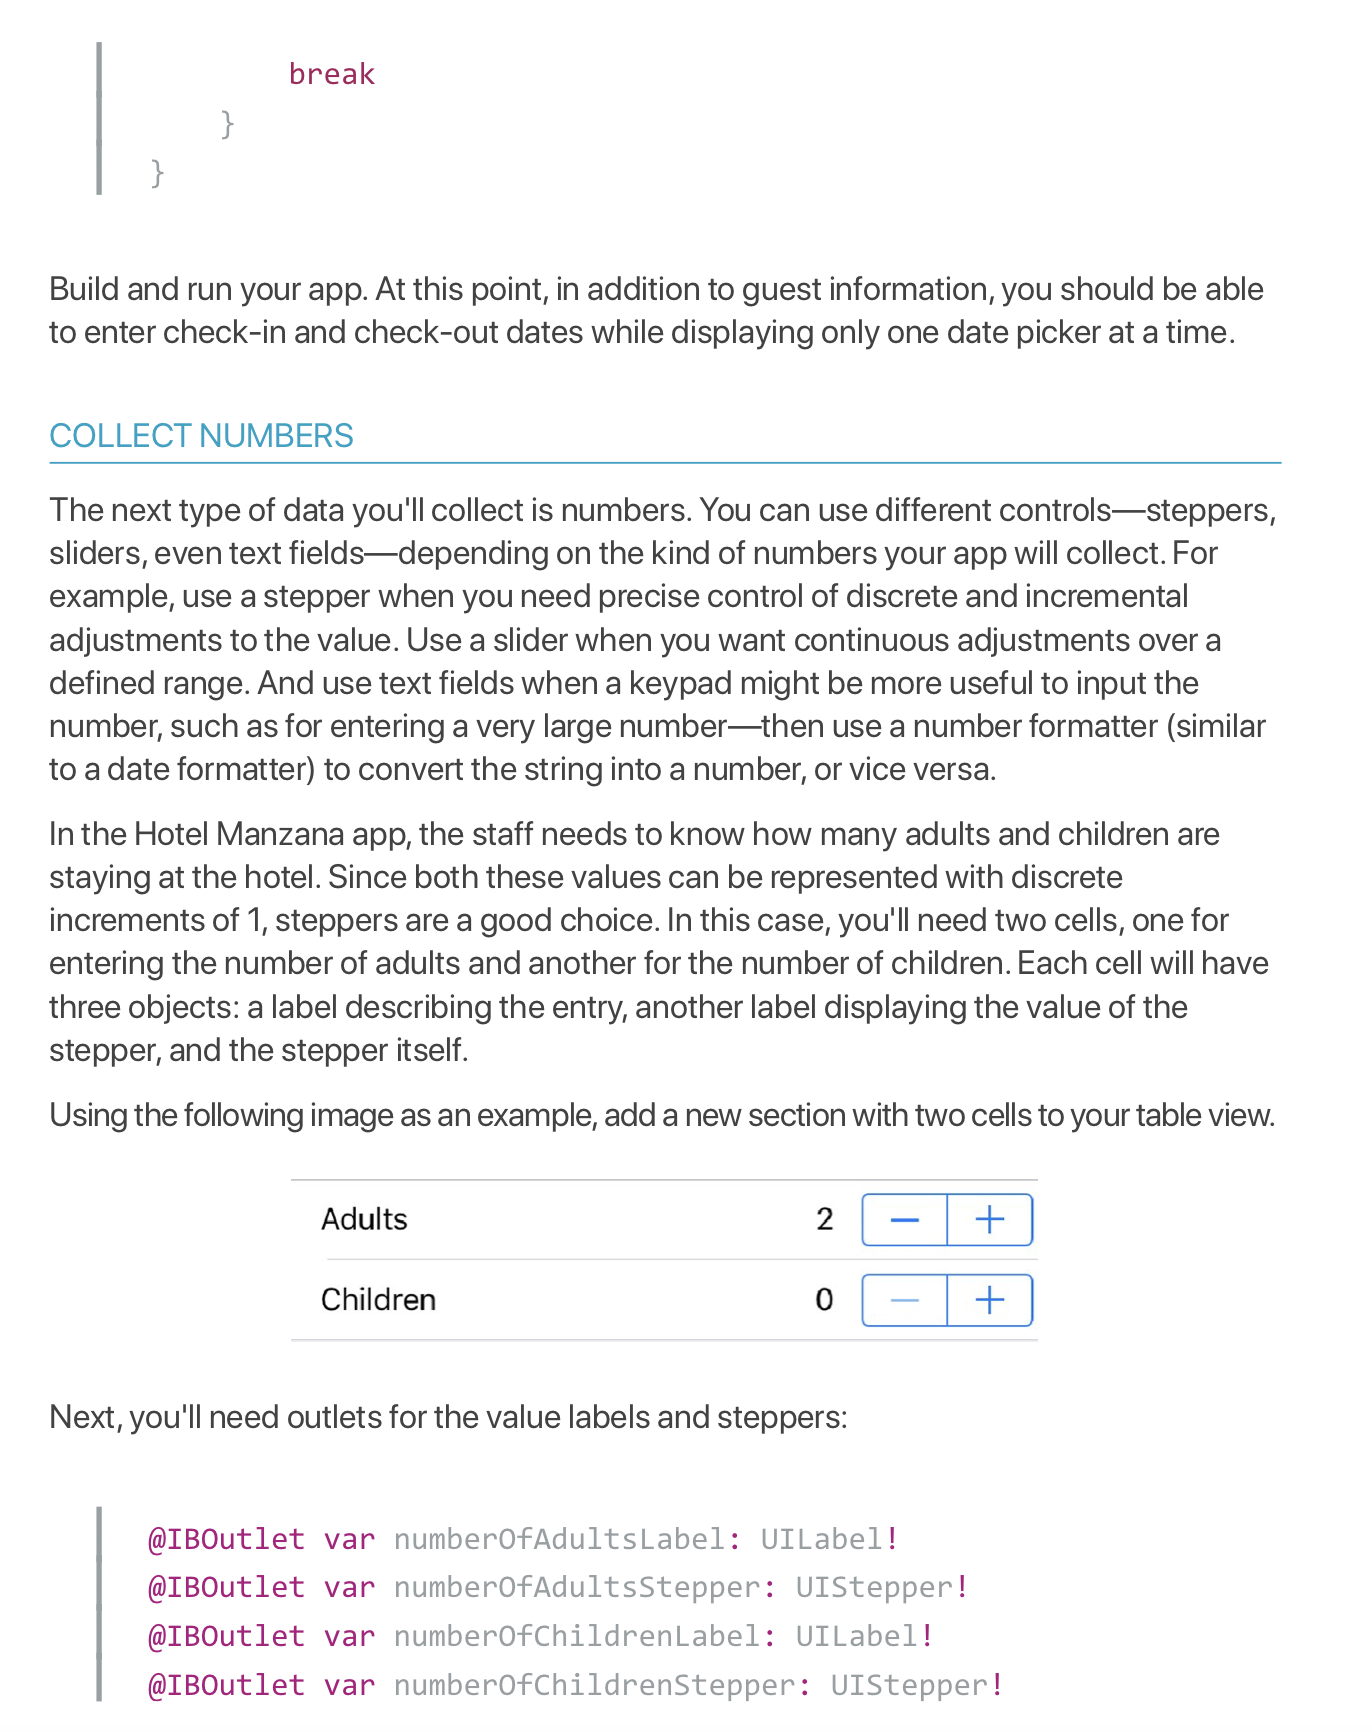 break
}
}
Build and run your app. At this point, in addition to guest information, you should be able
to enter check-in and check-out dates while displaying only one date picker at a time.
COLLECT NUMBERS
The next type of data you'll collect is numbers. You can use different controls—steppers,
sliders, even text fields—depending on the kind of numbers your app will collect. For
example, use a stepper when you need precise control of discrete and incremental
adjustments to the value. Use a slider when you want continuous adjustments over a
defined range. And use text fields when a keypad might be more useful to input the
number, such as for entering a very large number—then use a number formatter (similar
to a date formatter) to convert the string into a number, or vice versa.
In the Hotel Manzana app, the staff needs to know how many adults and children are
staying at the hotel. Since both these values can be represented with discrete
increments of 1, steppers are a good choice. In this case, you'll need two cells, one for
entering the number of adults and another for the number of children. Each cell will have
three objects: a label describing the entry, another label displaying the value of the
stepper, and the stepper itself.
Using the following image as an example, add a new section with two cells to your table view.
Adults 2 − +
Children 0 − +
Next, you'll need outlets for the value labels and steppers:
@IBOutlet var numberOfAdultsLabel: UILabel!
@IBOutlet var numberOfAdultsStepper: UIStepper!
@IBOutlet var numberOfChildrenLabel: UILabel!
@IBOutlet var numberOfChildrenStepper: UIStepper!